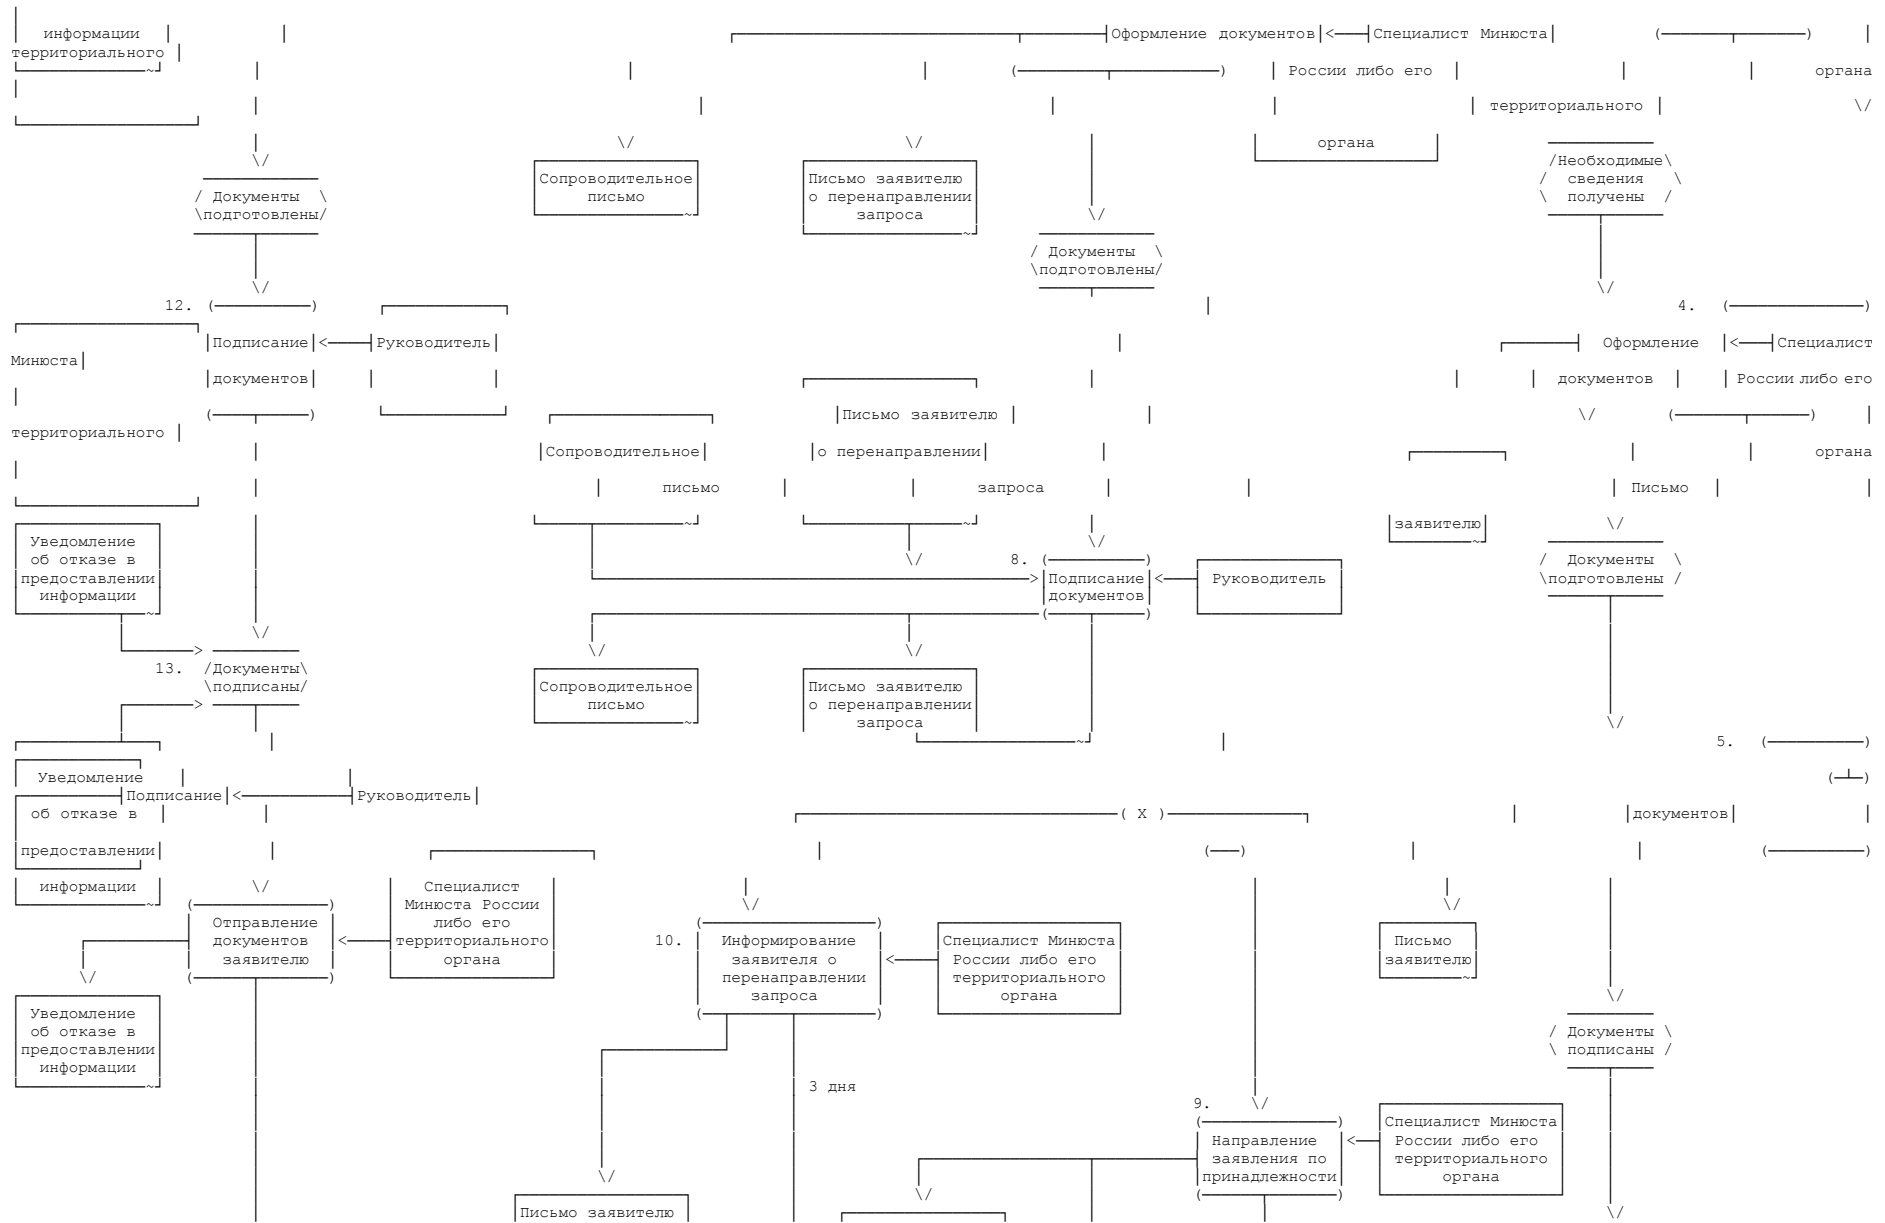 информации
Оформление документов Специалист Минюста
территориального
России либо его органа
территориального
органа
Сопроводительное
письмо
Письмо заявителю
о перенаправлении
запроса
/Необходимые\
/ сведения \
\ получены /
/ Документы \
\подготовлены/
/ Документы \
\подготовлены/
12.
4.
Подписание Руководитель
Оформление Специалист
Минюста
документов
документов России либо его
Письмо заявителю
территориального
Сопроводительное о перенаправлении
органа
письмо запроса
Письмо
заявителю
Уведомление
об отказе в
предоставлении
информации
8.
Подписание Руководитель
документов
/ Документы \
\подготовлены /
13. /Документы\
\подписаны/
Сопроводительное
письмо
Письмо заявителю
о перенаправлении
запроса
5.
Уведомление
Подписание Руководитель
об отказе в
( X )
документов
предоставлении
информации
Отправление
документов
заявителю
Специалист
Минюста России
либо его
территориального
органа
10. Информирование
заявителя о
перенаправлении
запроса
Специалист Минюста
России либо его
территориального
органа
Письмо
заявителю
Уведомление
об отказе в
предоставлении
информации
/ Документы \
\ подписаны /
3 дня
9.
Направление
заявления по
принадлежности
Специалист Минюста
России либо его
территориального
органа
Письмо заявителю